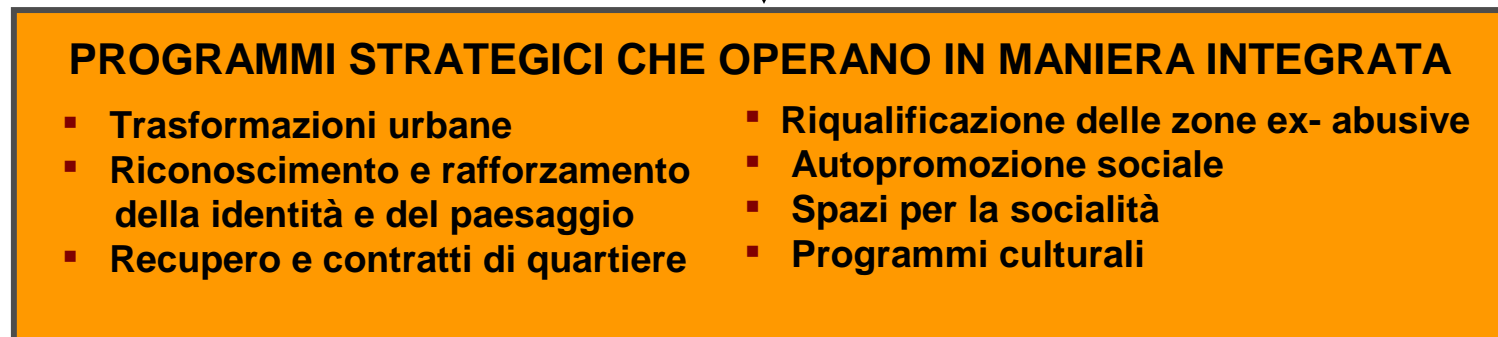 PROGRAMMI STRATEGICI CHE OPERANO IN MANIERA INTEGRATA
▪ Trasformazioni urbane
▪ Riconoscimento e rafforzamento
della identità e del paesaggio
▪ Recupero e contratti di quartiere
▪ Riqualificazione delle zone ex- abusive
▪ Autopromozione sociale
▪ Spazi per la socialità
▪ Programmi culturali